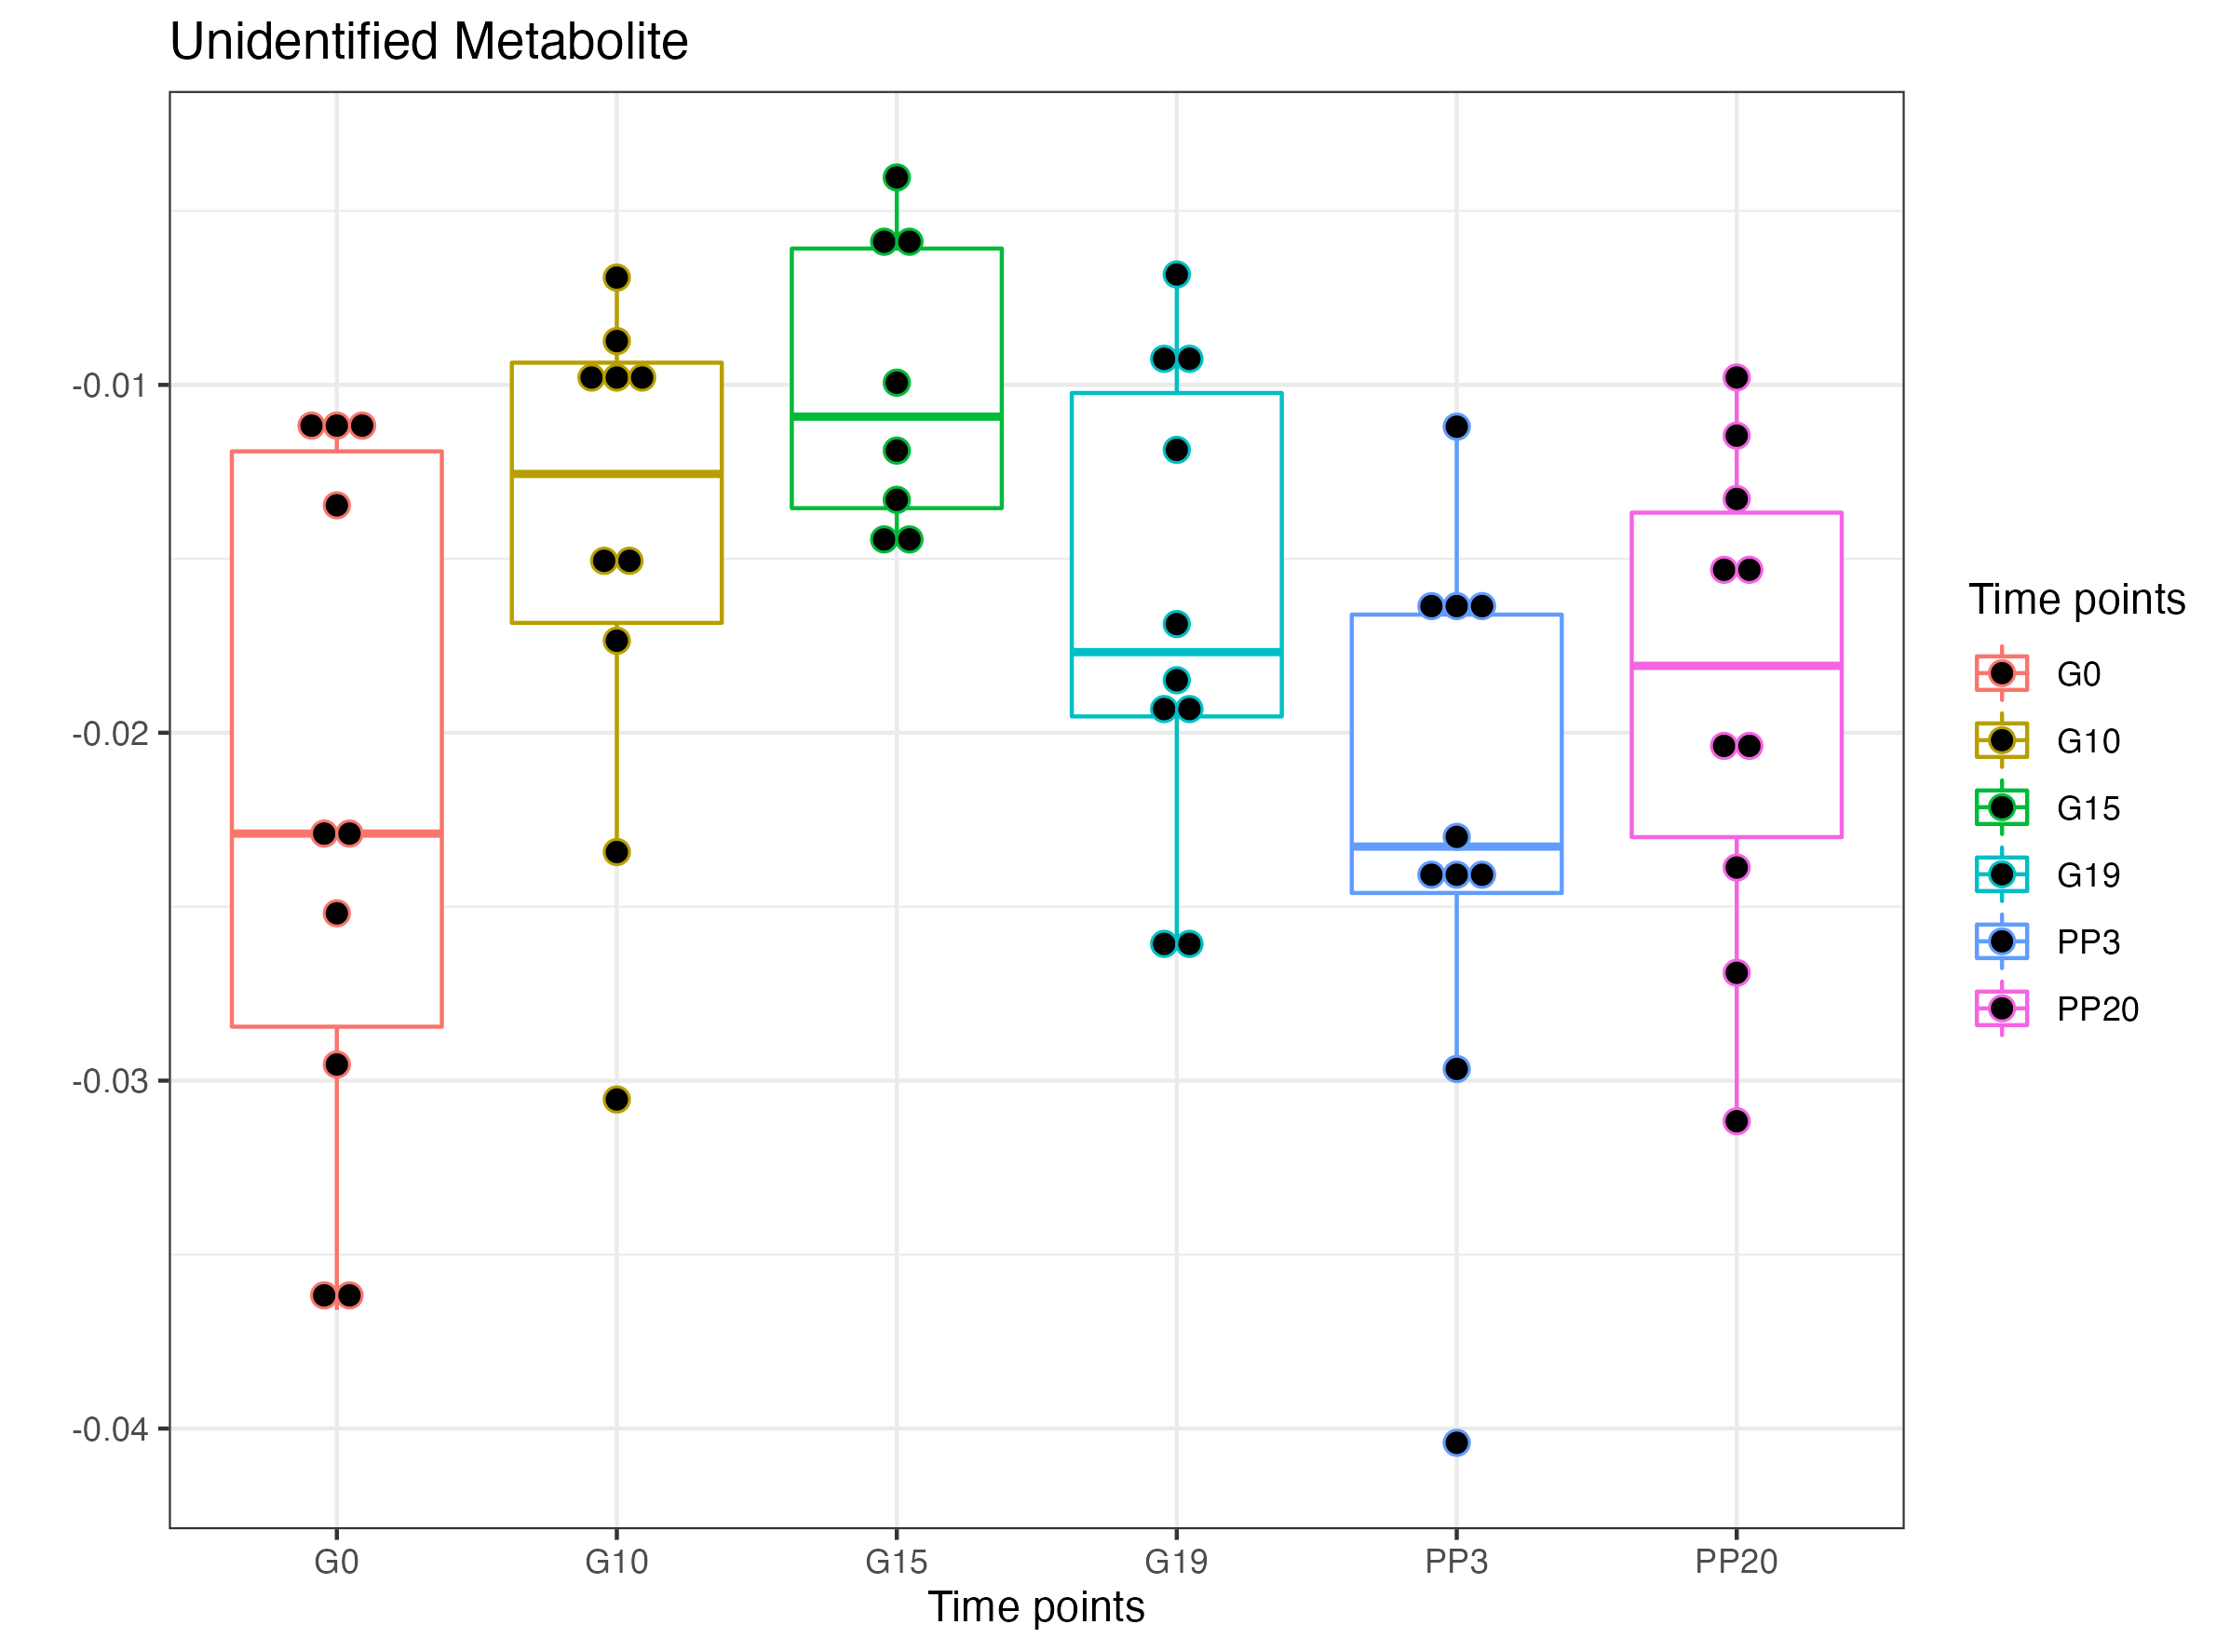 Unidentified Metabolite
-0.01
-0.02
-0.03
-0.04
G0 G10 G15 G19 PP3 PP20
Time points
Time points
G0
G10
G15
G19
PP3
PP20